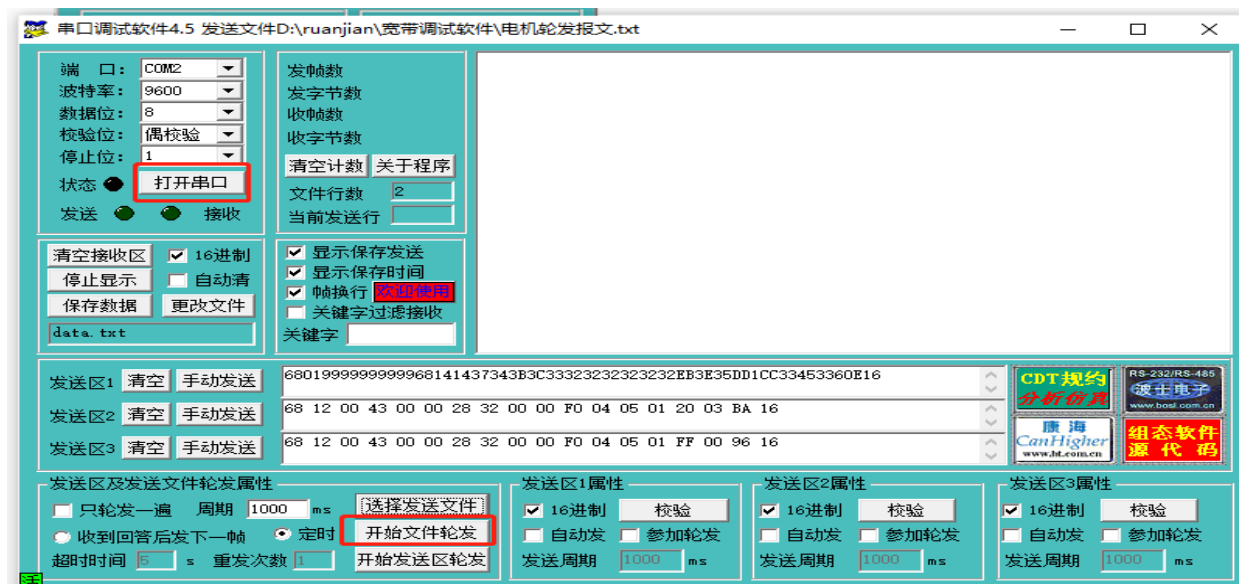 串口调试软件4.5 发送文件D:\ruanjian\宽带调试软件\电机轮发报文.txt
端 口: COM2
波特率: 9600
数据位: 8
校验位: 偶校验
停止位: 1
状态 打开串口
发送 接收
发帧数
发字节数
收帧数
收字节数
清空计数 关于程序
文件行数 2
当前发送行
清空接收区 16进制
停止显示 自动清
保存数据 更改文件
data.txt
显示保存发送
显示保存时间
帧换行 欢迎使用
关键字过滤接收
关键字
发送区1 清空 手动发送 68019999999999681414373433B3C33323232323232EB3E35DD1CC33453360E16
发送区2 清空 手动发送 68 12 00 43 00 00 28 32 00 00 F0 04 05 01 20 03 BA 16
发送区3 清空 手动发送 68 12 00 43 00 00 28 32 00 00 F0 04 05 01 FF 00 96 16
CDT规约
分析仿真
RS-232/RS-485
波士电子
www.bosi.com.cn
康海
CanHigher
www.ht.com.cn
组态软件
源代码
发送区及发送文件轮发属性
只轮发一遍 周期 1000 ms 选择发送文件
收到回答后发下一帧 定时 开始文件轮发
超时时间 5 s 重发次数 1 开始发送区轮发
发送区1属性
16进制 校验
自动发 参加轮发
发送周期 1000 ms
发送区2属性
16进制 校验
自动发 参加轮发
发送周期 1000 ms
发送区3属性
16进制 校验
自动发 参加轮发
发送周期 1000 ms
活